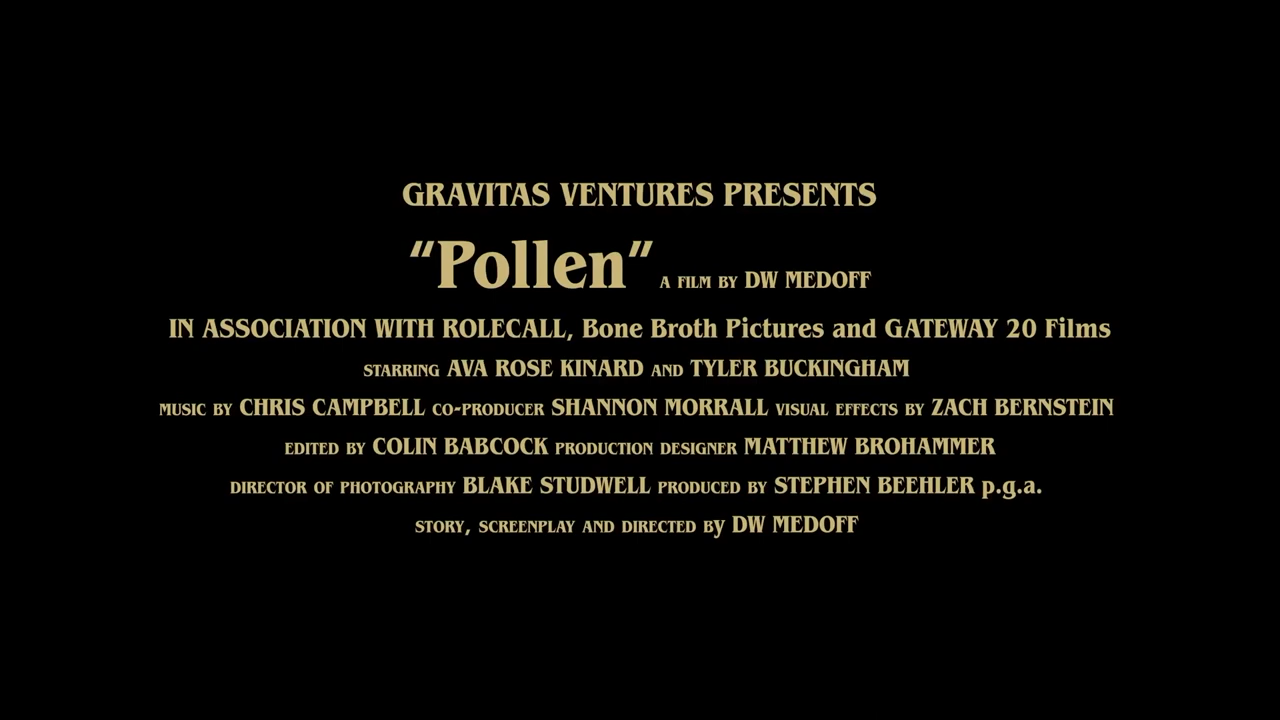 GRAVITAS VENTURES PRESENTS
“Pollen” A FILM BY DW MEDOFF
IN ASSOCIATION WITH ROLECALL, Bone Broth Pictures and GATEWAY 20 Films
STARRING AVA ROSE KINARD AND TYLER BUCKINGHAM
MUSIC BY CHRIS CAMPBELL CO-PRODUCER SHANNON MORRALL VISUAL EFFECTS BY ZACH BERNSTEIN
EDITED BY COLIN BABCOCK PRODUCTION DESIGNER MATTHEW BROHAMMER
DIRECTOR OF PHOTOGRAPHY BLAKE STUDWELL PRODUCED BY STEPHEN BEEHLER p.g.a.
STORY, SCREENPLAY AND DIRECTED By DW MEDOFF